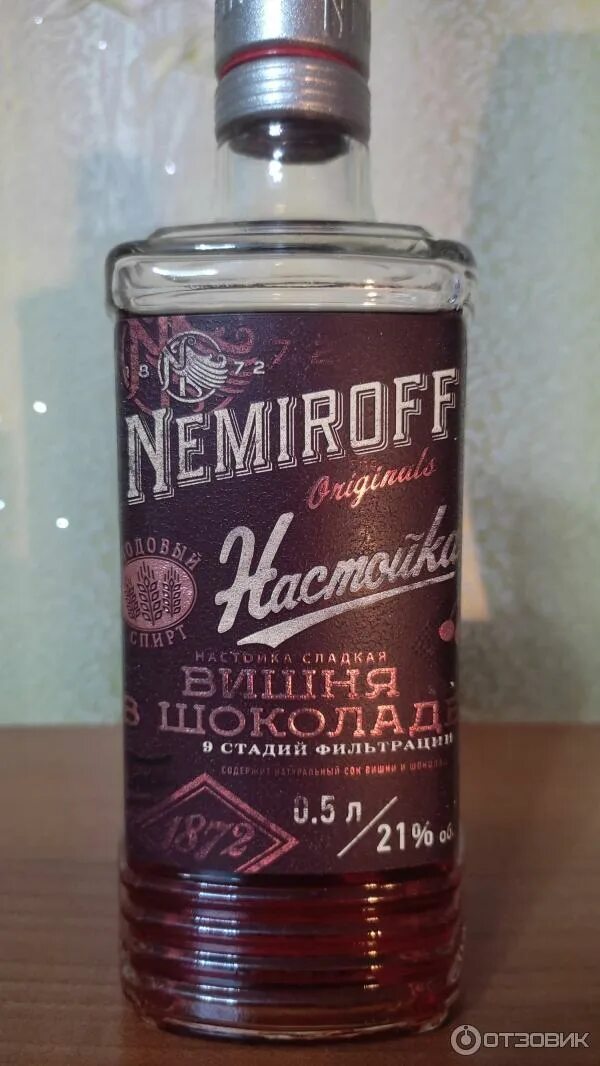 1872
NEMIROFF
Originals
Настойка
СОЛОДОВЫЙ
СПИРТ
НАСТОЙКА СЛАДКАЯ
ВИШНЯ
В ШОКОЛАДЕ
9 СТАДИЙ ФИЛЬТРАЦИИ
СОДЕРЖИТ НАТУРАЛЬНЫЙ СОК ВИШНИ И ШОКОЛАД
0.5 л / 21% об.
1872
ОТЗОВИК